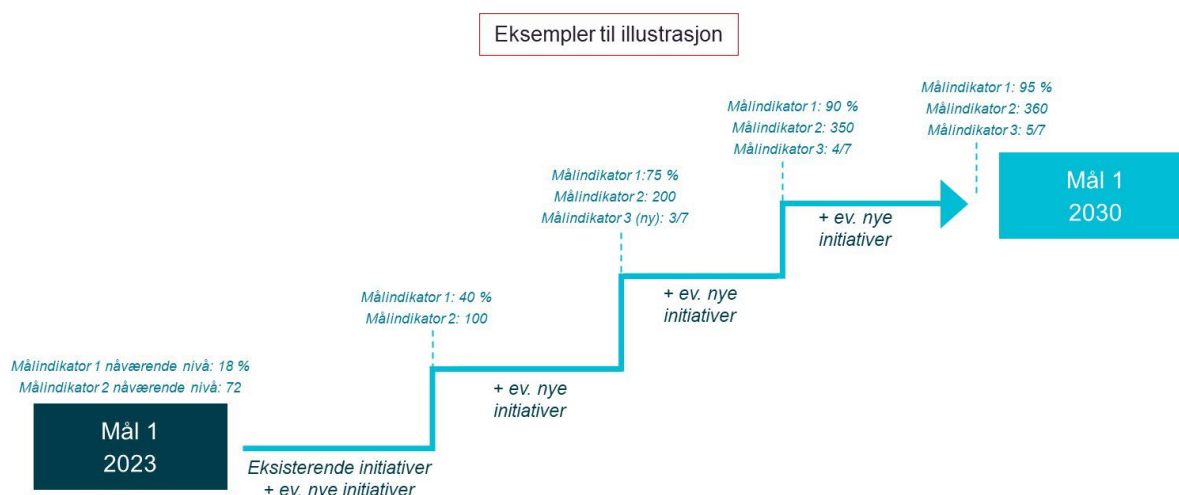 Eksempler til illustrasjon
Målindikator 1: 95 %
Målindikator 2: 360
Målindikator 3: 5/7
Målindikator 1: 90 %
Målindikator 2: 350
Målindikator 3: 4/7
Målindikator 1:75 %
Målindikator 2: 200
Målindikator 3 (ny): 3/7
Mål 1
2030
+ ev. nye
initiativer
+ ev. nye
initiativer
Målindikator 1: 40 %
Målindikator 2: 100
Målindikator 1 nåværende nivå: 18 %
Målindikator 2 nåværende nivå: 72
+ ev. nye
initiativer
Mål 1
2023
Eksisterende initiativer
+ ev. nye initiativer